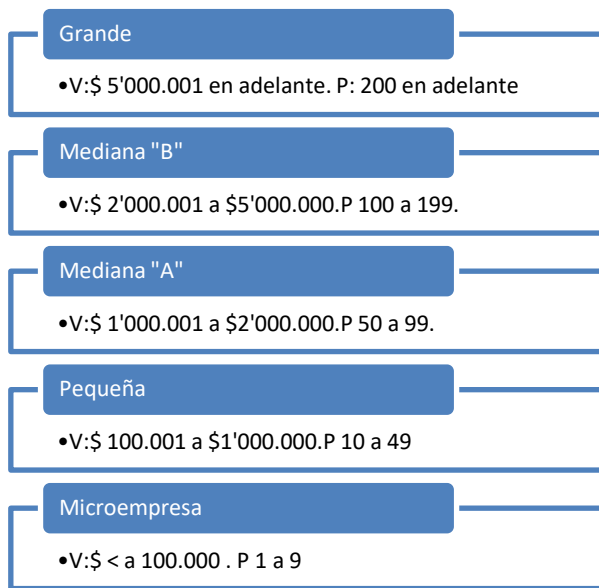 Grande
•V:$ 5'000.001 en adelante. P: 200 en adelante
Mediana "B"
•V:$ 2'000.001 a $5'000.000.P 100 a 199.
Mediana "A"
•V:$ 1'000.001 a $2'000.000.P 50 a 99.
Pequeña
•V:$ 100.001 a $1'000.000.P 10 a 49
Microempresa
•V:$ < a 100.000 . P 1 a 9